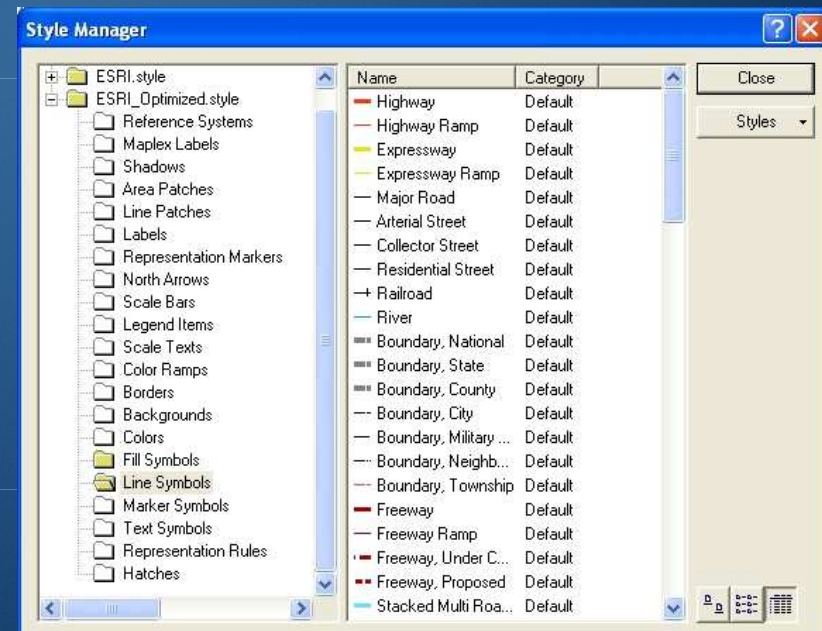 Style Manager
ESRI.style
ESRI_Optimized.style
Reference Systems
Maplex Labels
Shadows
Area Patches
Line Patches
Labels
Representation Markers
North Arrows
Scale Bars
Legend Items
Scale Texts
Color Ramps
Borders
Backgrounds
Colors
Fill Symbols
Line Symbols
Marker Symbols
Text Symbols
Representation Rules
Hatches
Name Category
Highway Default
Highway Ramp Default
Expressway Default
Expressway Ramp Default
Major Road Default
Arterial Street Default
Collector Street Default
Residential Street Default
Railroad Default
River Default
Boundary, National Default
Boundary, State Default
Boundary, County Default
Boundary, City Default
Boundary, Military ... Default
Boundary, Neighb... Default
Boundary, Township Default
Freeway Default
Freeway Ramp Default
Freeway, Under C... Default
Freeway, Proposed Default
Stacked Multi Roa... Default
Close
Styles